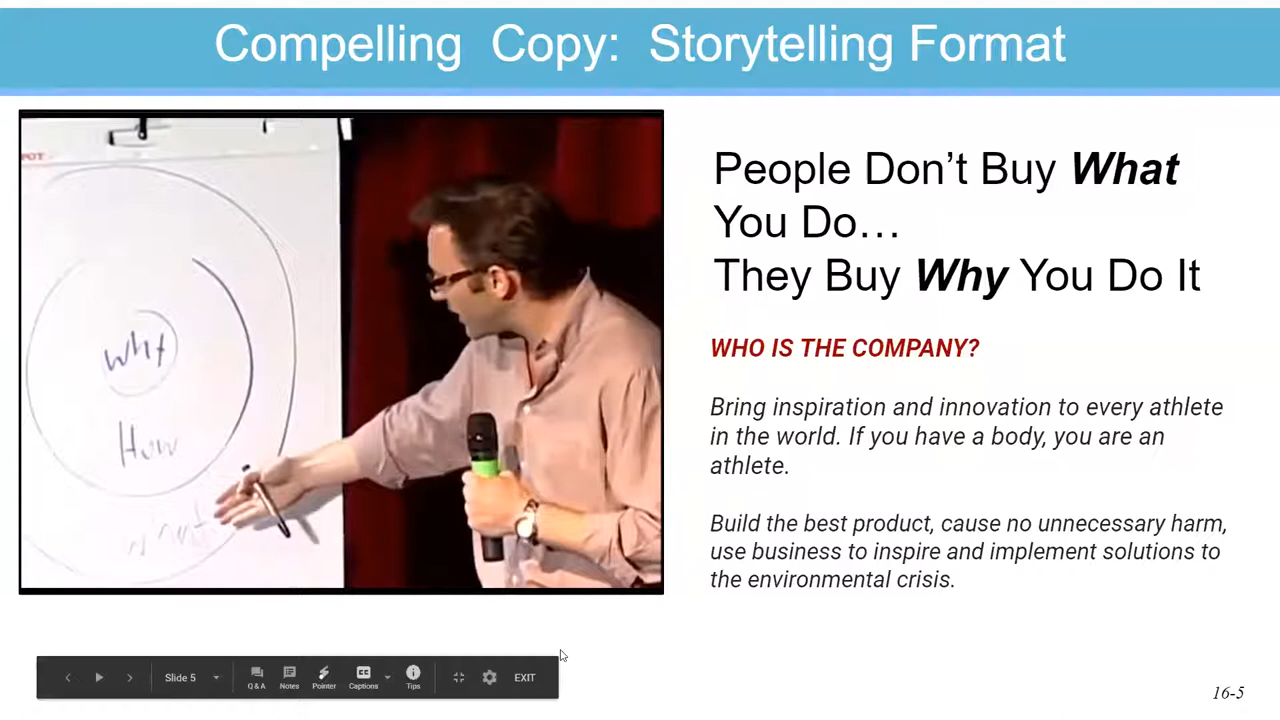 Compelling Copy: Storytelling Format
POT
why
How
what
People Don't Buy What
You Do…
They Buy Why You Do It
WHO IS THE COMPANY?
Bring inspiration and innovation to every athlete
in the world. If you have a body, you are an
athlete.
Build the best product, cause no unnecessary harm,
use business to inspire and implement solutions to
the environmental crisis.
Slide 5
Q & A
Notes
Pointer
Captions
Tips
EXIT
CC
16-5